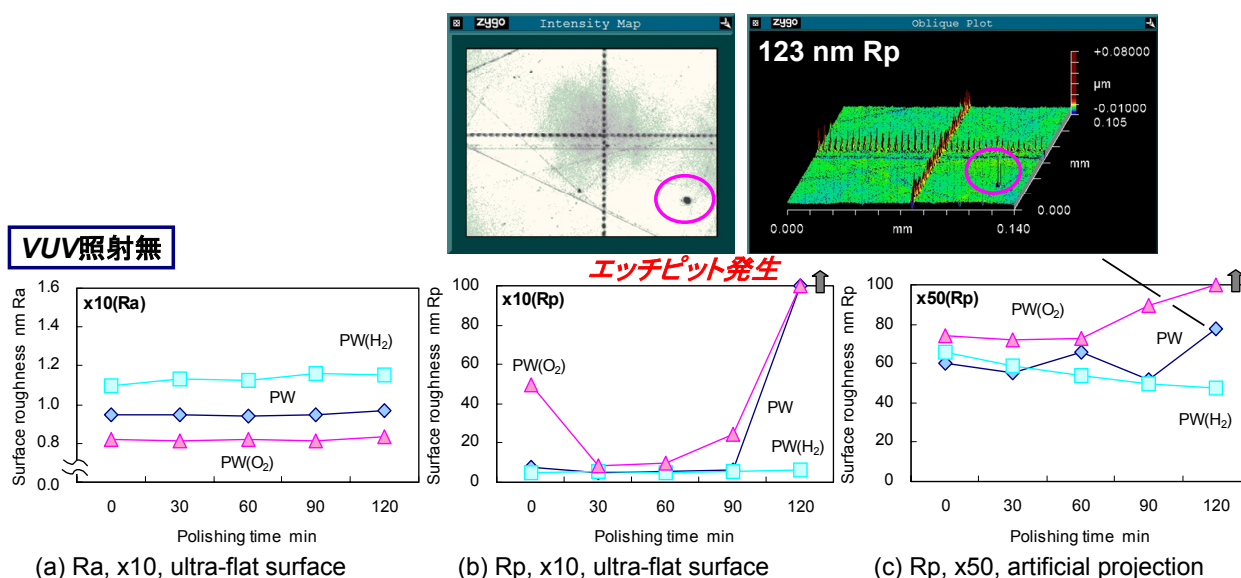 zygo Intensity Map
zygo Oblique Plot
123 nm Rp
+0.08000
µm
-0.01000
0.105
mm
0.000
0.000 mm 0.140
VUV照射無
エッチピット発生
Surface roughness nm Ra
1.6
1.4
1.2
1.0
0.8
0.0
x10(Ra)
PW(H₂)
PW
PW(O₂)
0 30 60 90 120
Polishing time min
(a) Ra, x10, ultra-flat surface
Surface roughness nm Rp
100
80
60
40
20
0
x10(Rp)
PW(O₂)
PW
PW(H₂)
0 30 60 90 120
Polishing time min
(b) Rp, x10, ultra-flat surface
Surface roughness nm Rp
100
80
60
40
20
0
x50(Rp)
PW(O₂)
PW
PW(H₂)
0 30 60 90 120
Polishing time min
(c) Rp, x50, artificial projection